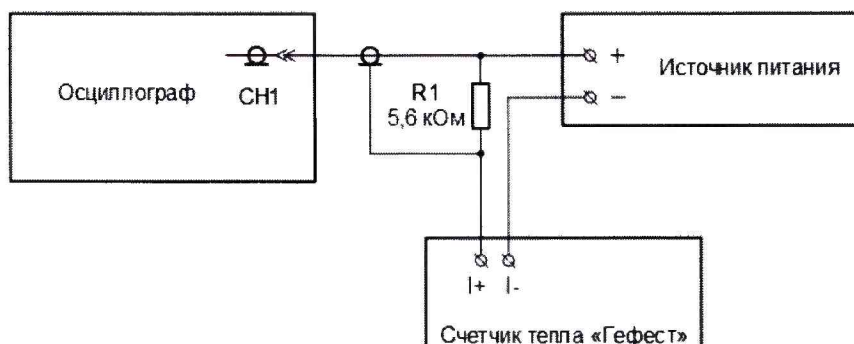 Осциллограф
CH1
R1
5,6 кОм
+
−
Источник питания
I+ I-
Счетчик тепла «Гефест»